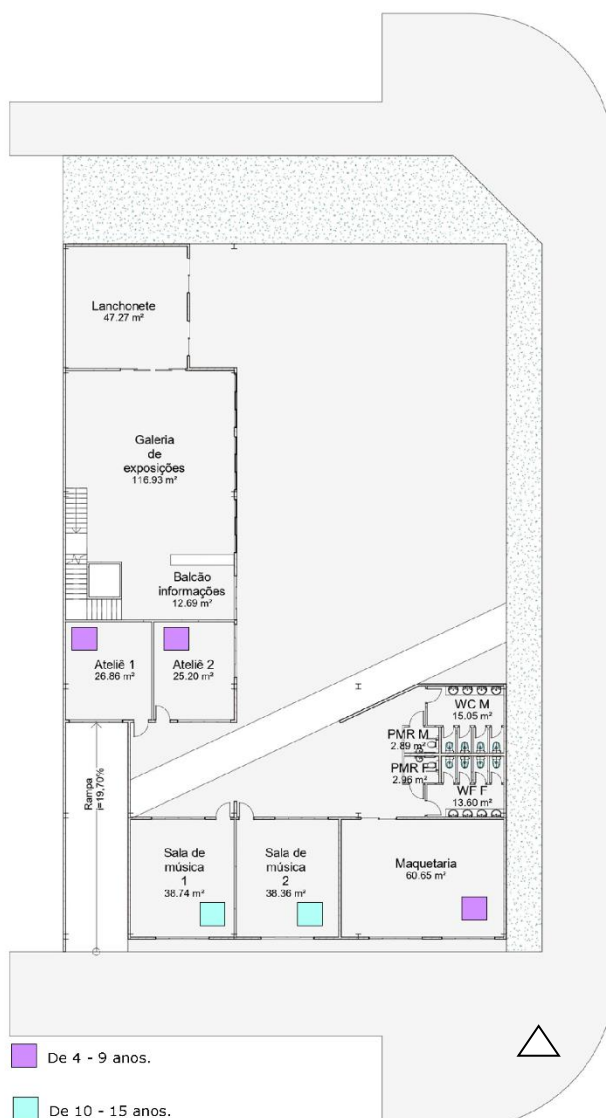 Lanchonete
47.27 m²
Galeria
de
exposições
116.93 m²
Balcão
informações
12.69 m²
Ateliê 1
26.86 m²
Ateliê 2
25.20 m²
WC M
15.05 m²
PMR M
2.89 m²
PMR F
2.96 m²
WF F
13.60 m²
Rampa
i=19,70%
Sala de
música
1
38.74 m²
Sala de
música
2
38.36 m²
Maquetaria
60.65 m²
De 4 - 9 anos.
De 10 - 15 anos.